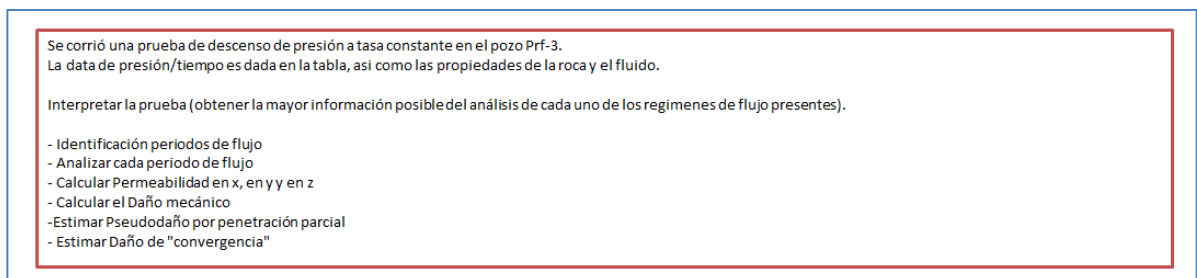 Se corrió una prueba de descenso de presión a tasa constante en el pozo Prf-3.
La data de presión/tiempo es dada en la tabla, asi como las propiedades de la roca y el fluido.
Interpretar la prueba (obtener la mayor información posible del análisis de cada uno de los regimenes de flujo presentes).
- Identificación periodos de flujo
- Analizar cada periodo de flujo
- Calcular Permeabilidad en x, en y y en z
- Calcular el Daño mecánico
-Estimar Pseudodaño por penetración parcial
- Estimar Daño de "convergencia"